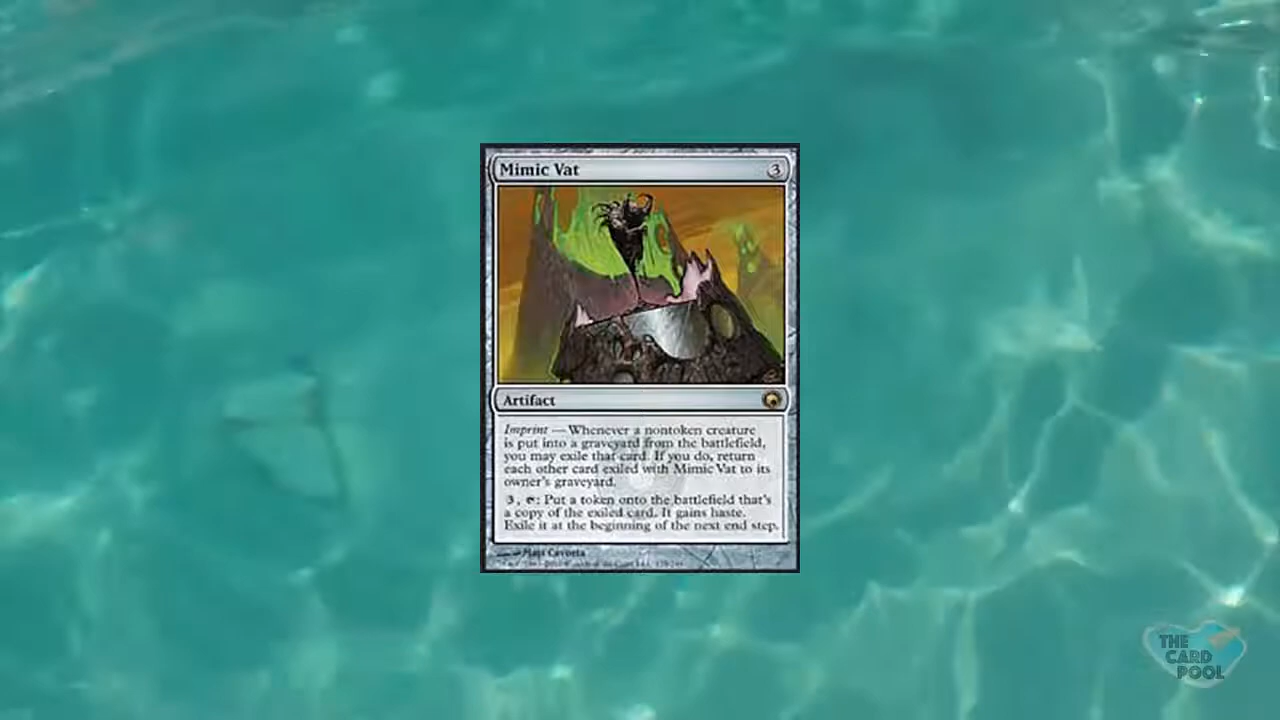 Mimic Vat 3
Artifact
Imprint — Whenever a nontoken creature
is put into a graveyard from the battlefield,
you may exile that card. If you do, return
each other card exiled with Mimic Vat to its
owner's graveyard.
3, : Put a token onto the battlefield that's
a copy of the exiled card. It gains haste.
Exile it at the beginning of the next end step.
Matt Cavotta
THE
CARD
POOL